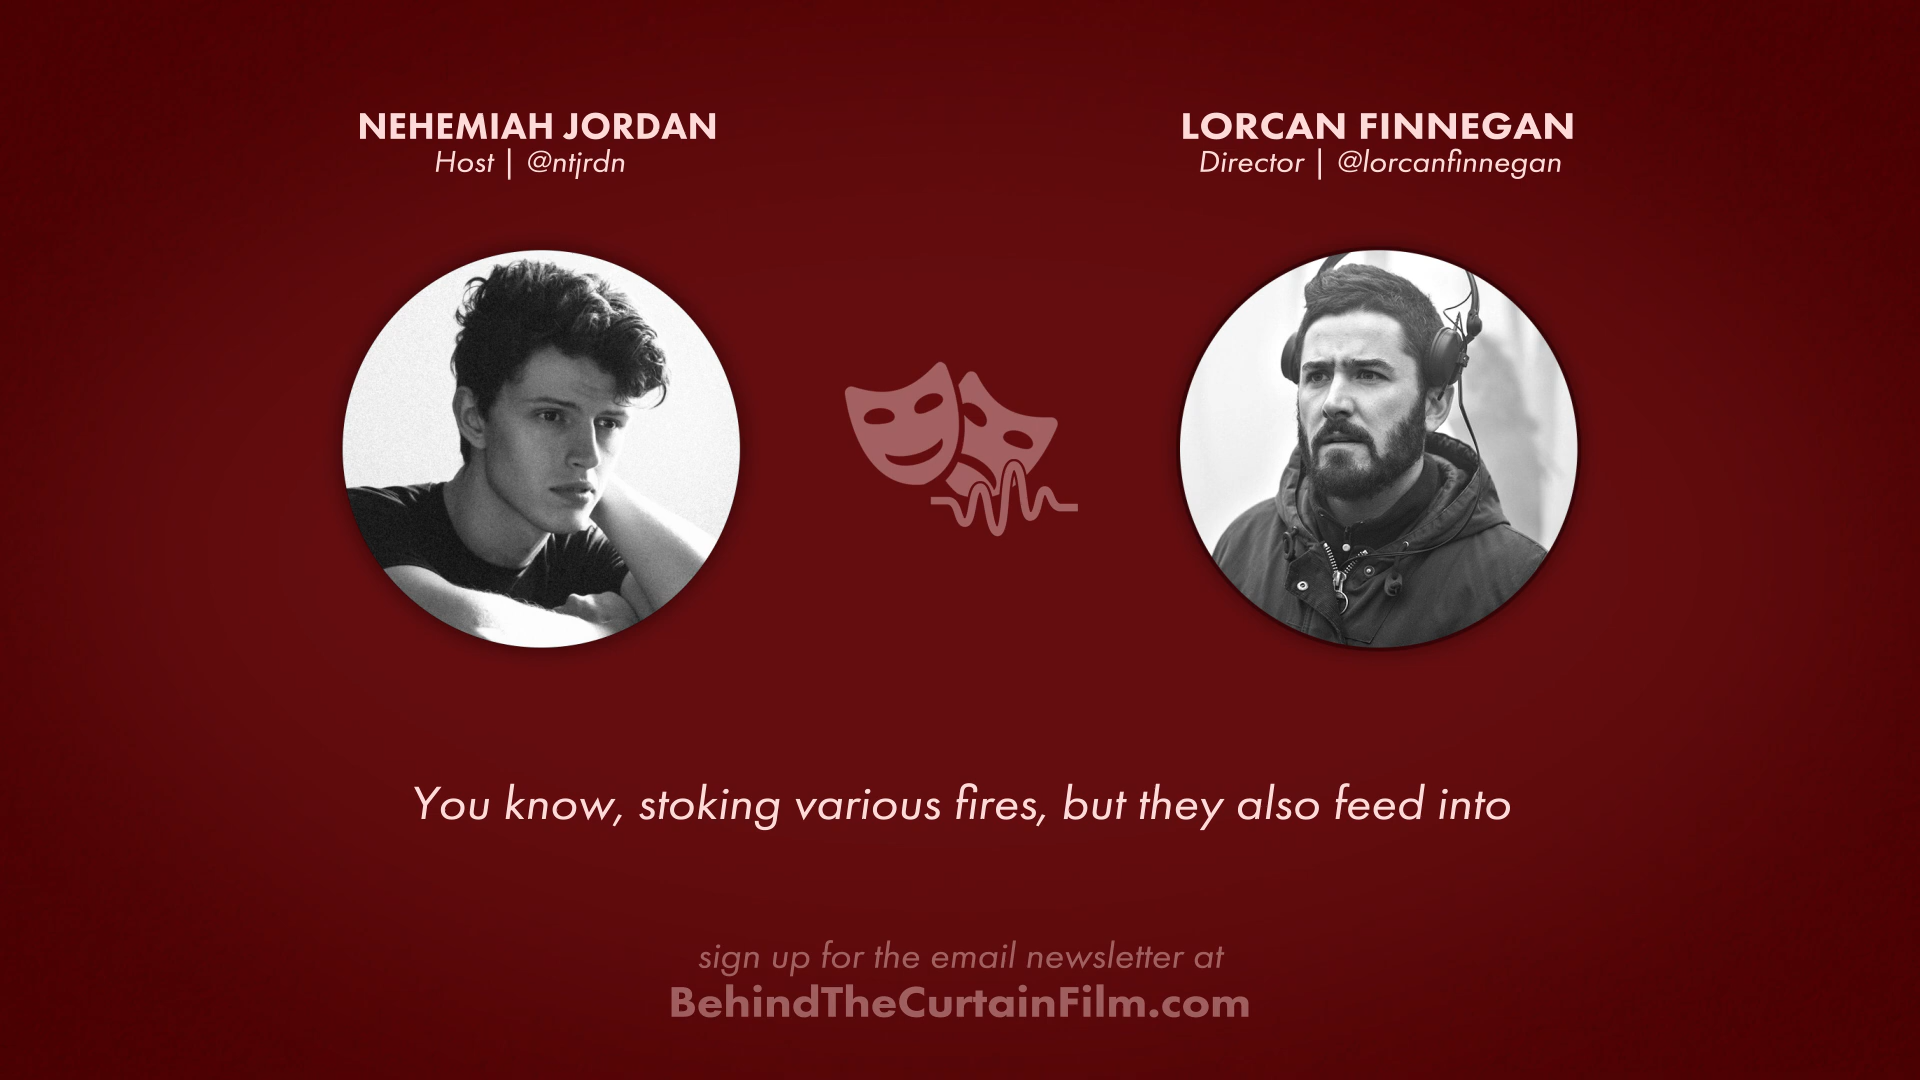 NEHEMIAH JORDAN
Host | @ntjrdn
LORCAN FINNEGAN
Director | @lorcanfinnegan
You know, stoking various fires, but they also feed into
sign up for the email newsletter at
BehindTheCurtainFilm.com